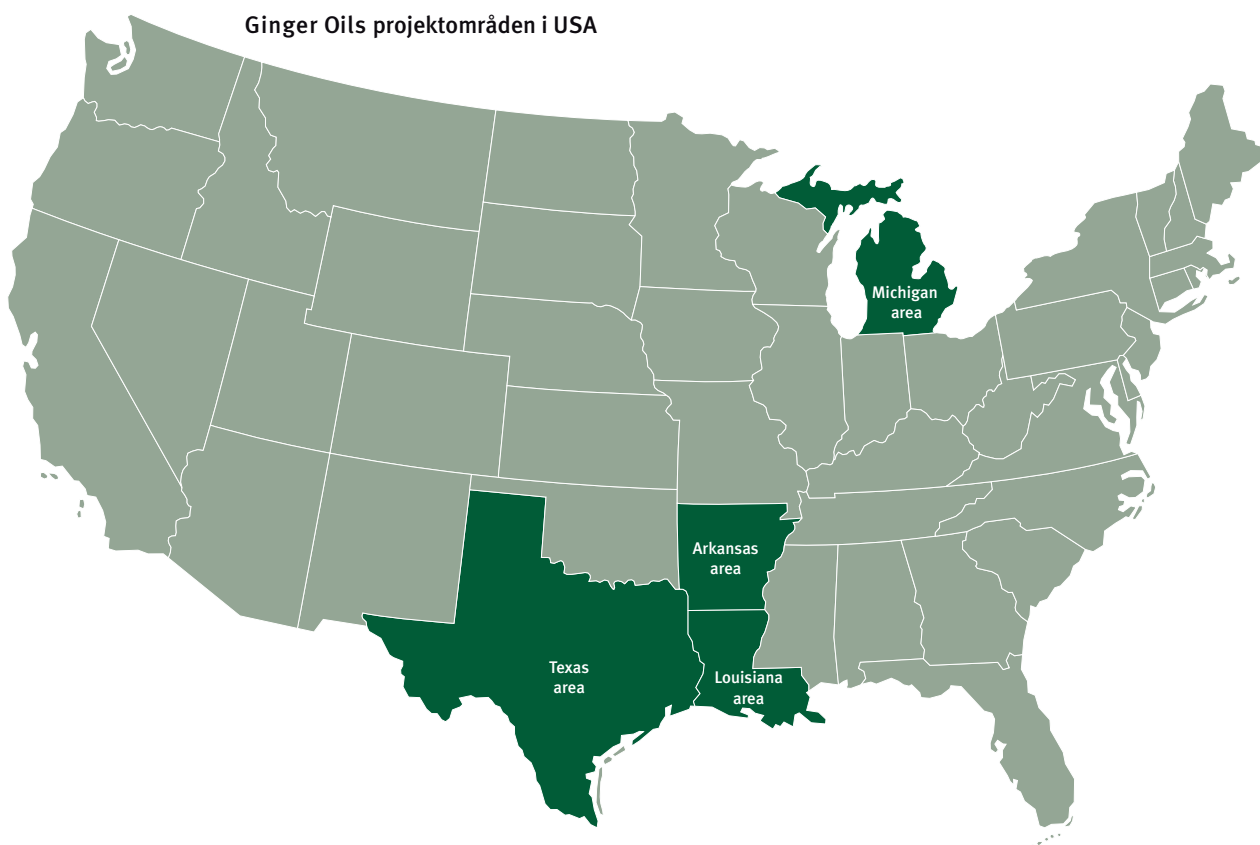 Ginger Oils projektområden i USA
Michigan
area
Arkansas
area
Texas
area
Louisiana
area